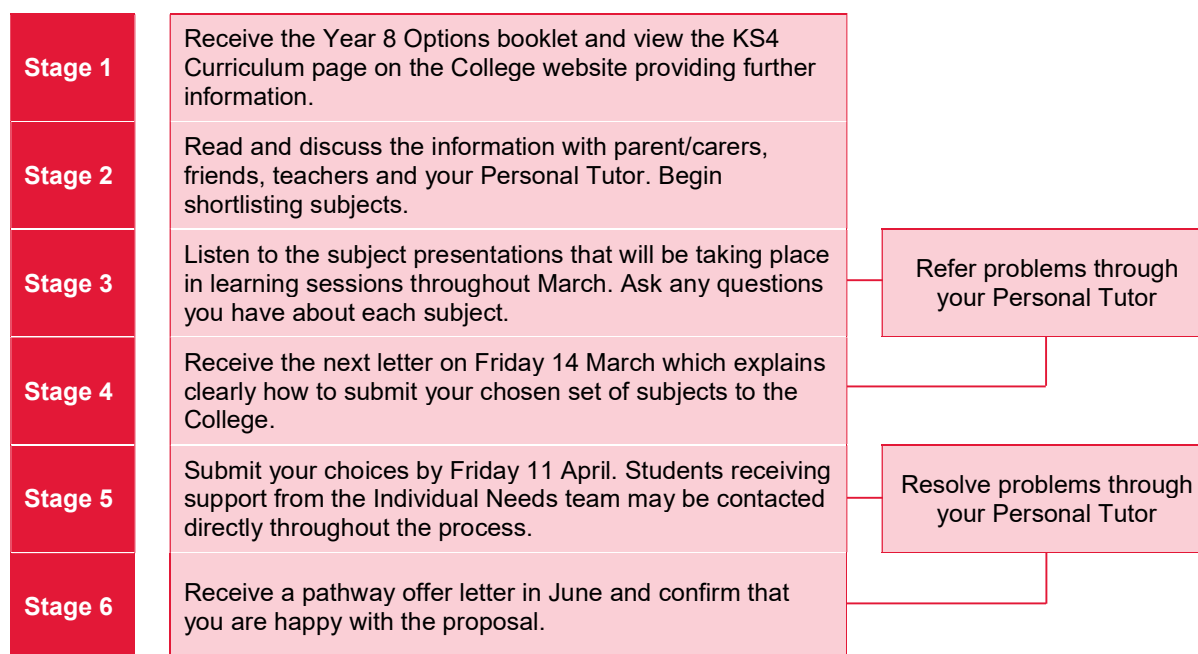 Stage 1
Receive the Year 8 Options booklet and view the KS4
Curriculum page on the College website providing further
information.
Stage 2
Read and discuss the information with parent/carers,
friends, teachers and your Personal Tutor. Begin
shortlisting subjects.
Stage 3
Listen to the subject presentations that will be taking place
in learning sessions throughout March. Ask any questions
you have about each subject.
Refer problems through
your Personal Tutor
Stage 4
Receive the next letter on Friday 14 March which explains
clearly how to submit your chosen set of subjects to the
College.
Stage 5
Submit your choices by Friday 11 April. Students receiving
support from the Individual Needs team may be contacted
directly throughout the process.
Resolve problems through
your Personal Tutor
Stage 6
Receive a pathway offer letter in June and confirm that
you are happy with the proposal.